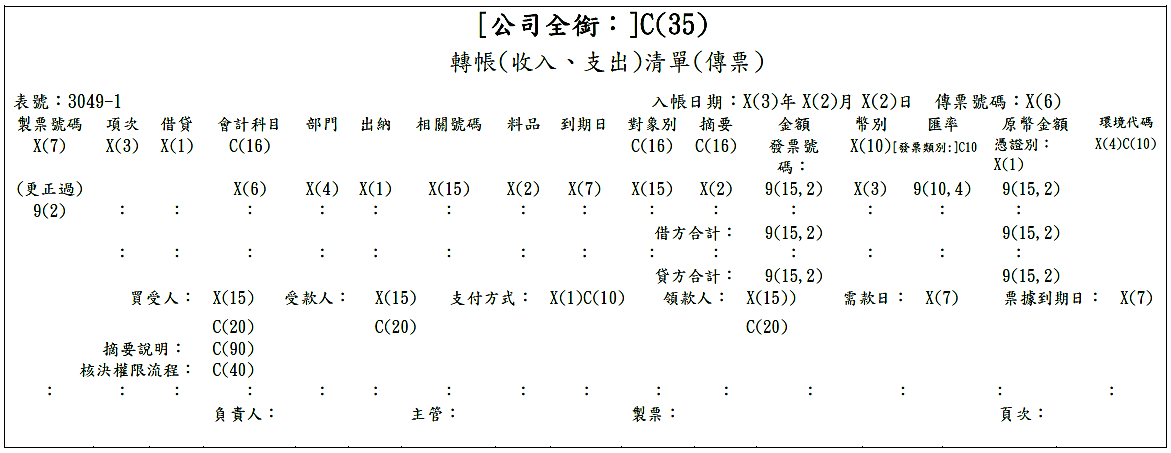 [公司全銜：]C(35)
轉帳(收入、支出)清單(傳票)
表號：3049-1 入帳日期：X(3)年 X(2)月 X(2)日 傳票號碼：X(6)
製票號碼 項次 借貸 會計科目 部門 出納 相關號碼 料品 到期日 對象別 摘要 金額 幣別 匯率 原幣金額 環境代碼
X(7) X(3) X(1) C(16) C(16) C(16) 發票號 X(10) [發票類別:]C10 憑證別： X(4)C(10)
碼： X(1)
(更正過) X(6) X(4) X(1) X(15) X(2) X(7) X(15) X(2) 9(15,2) X(3) 9(10,4) 9(15,2)
9(2) ： ： ： ： ： ： ： ： ： ： ： ： ： ：
借方合計： 9(15,2) 9(15,2)
： ： ： ： ： ： ： ： ： ： ： ： ： ：
貸方合計： 9(15,2) 9(15,2)
買受人： X(15) 受款人： X(15) 支付方式： X(1)C(10) 領款人： X(15)) 需款日： X(7) 票據到期日： X(7)
C(20) C(20) C(20)
摘要說明： C(90)
核決權限流程： C(40)
： ： ： ： ： ： ： ： ： ： ： ： ： ： ： ：
負責人： 主管： 製票： 頁次：